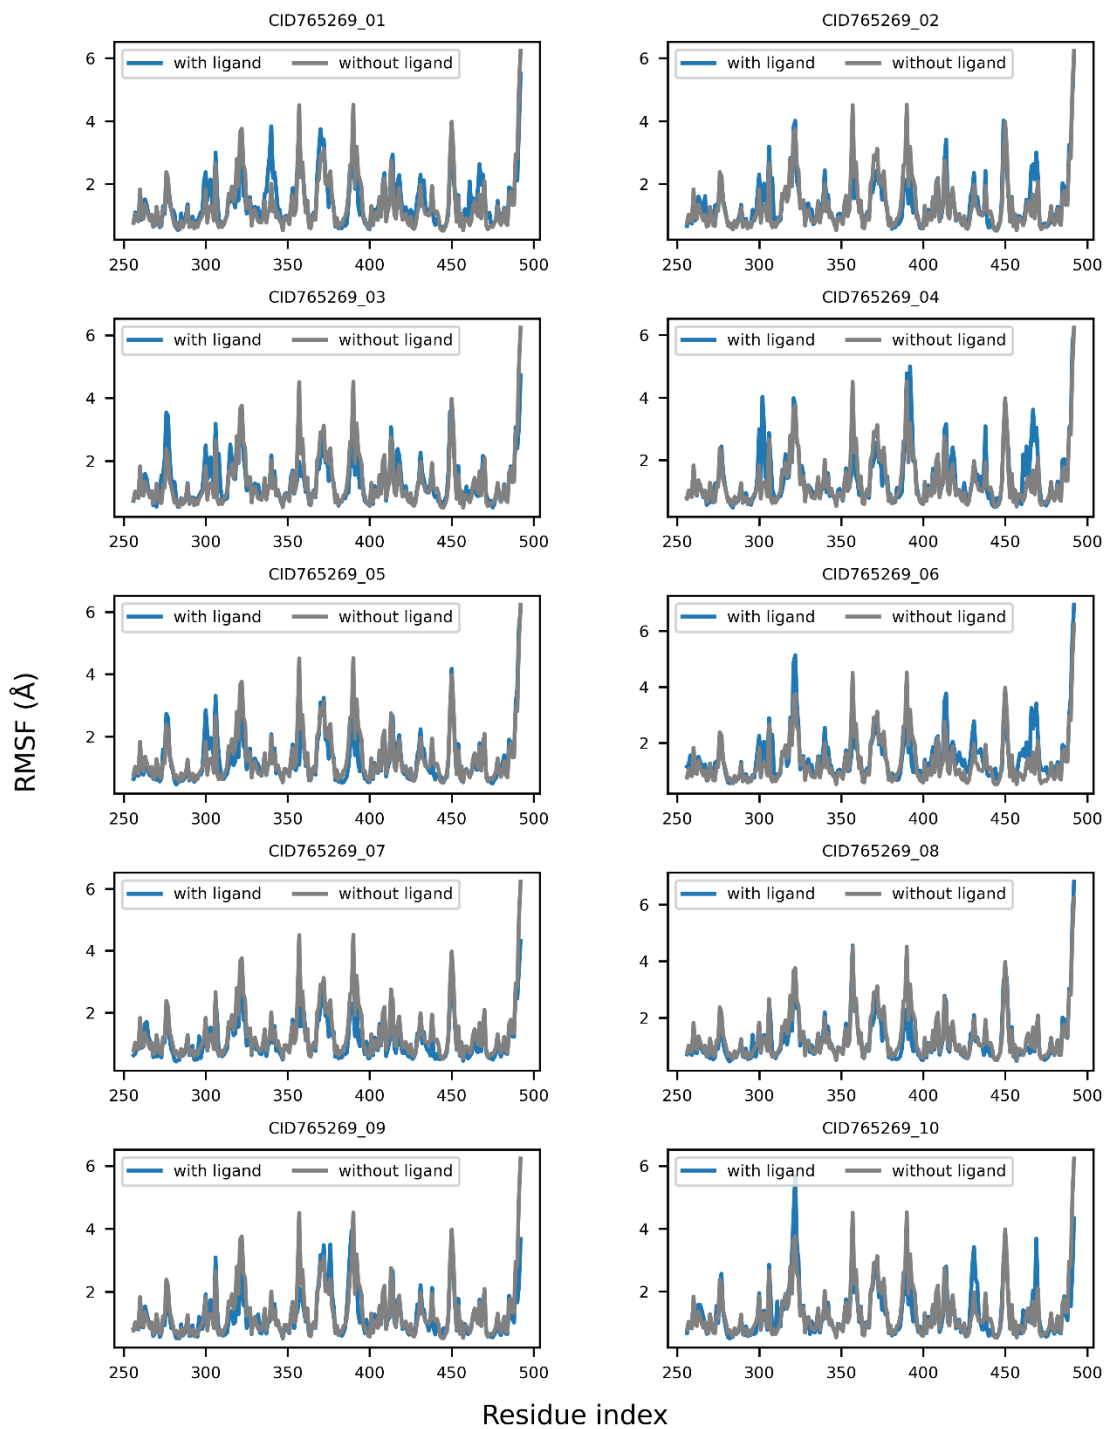 CID765269_01
6
4
2
with ligand without ligand
250 300 350 400 450 500
CID765269_02
6
4
2
with ligand without ligand
250 300 350 400 450 500
CID765269_03
6
4
2
with ligand without ligand
250 300 350 400 450 500
CID765269_04
6
4
2
with ligand without ligand
250 300 350 400 450 500
CID765269_05
6
4
2
with ligand without ligand
250 300 350 400 450 500
CID765269_06
6
4
2
with ligand without ligand
250 300 350 400 450 500
CID765269_07
6
4
2
with ligand without ligand
250 300 350 400 450 500
CID765269_08
6
4
2
with ligand without ligand
250 300 350 400 450 500
CID765269_09
6
4
2
with ligand without ligand
250 300 350 400 450 500
CID765269_10
6
4
2
with ligand without ligand
250 300 350 400 450 500
RMSF (Å)
Residue index